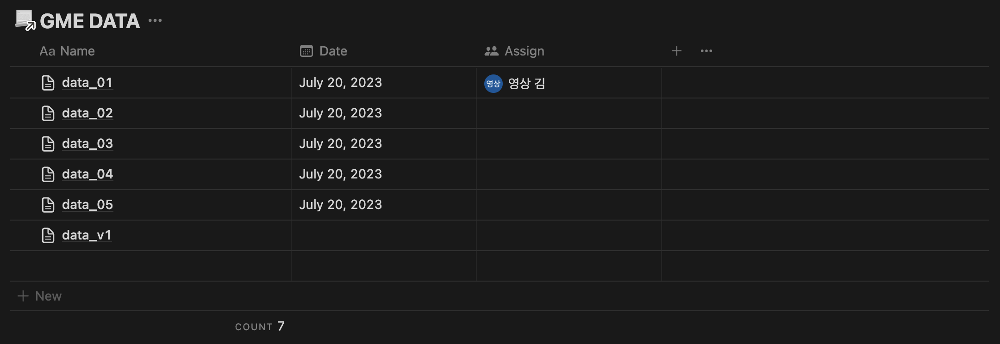 GME DATA
Aa Name Date Assign
data_01 July 20, 2023 영상 영상 김
data_02 July 20, 2023
data_03 July 20, 2023
data_04 July 20, 2023
data_05 July 20, 2023
data_v1
New
COUNT 7